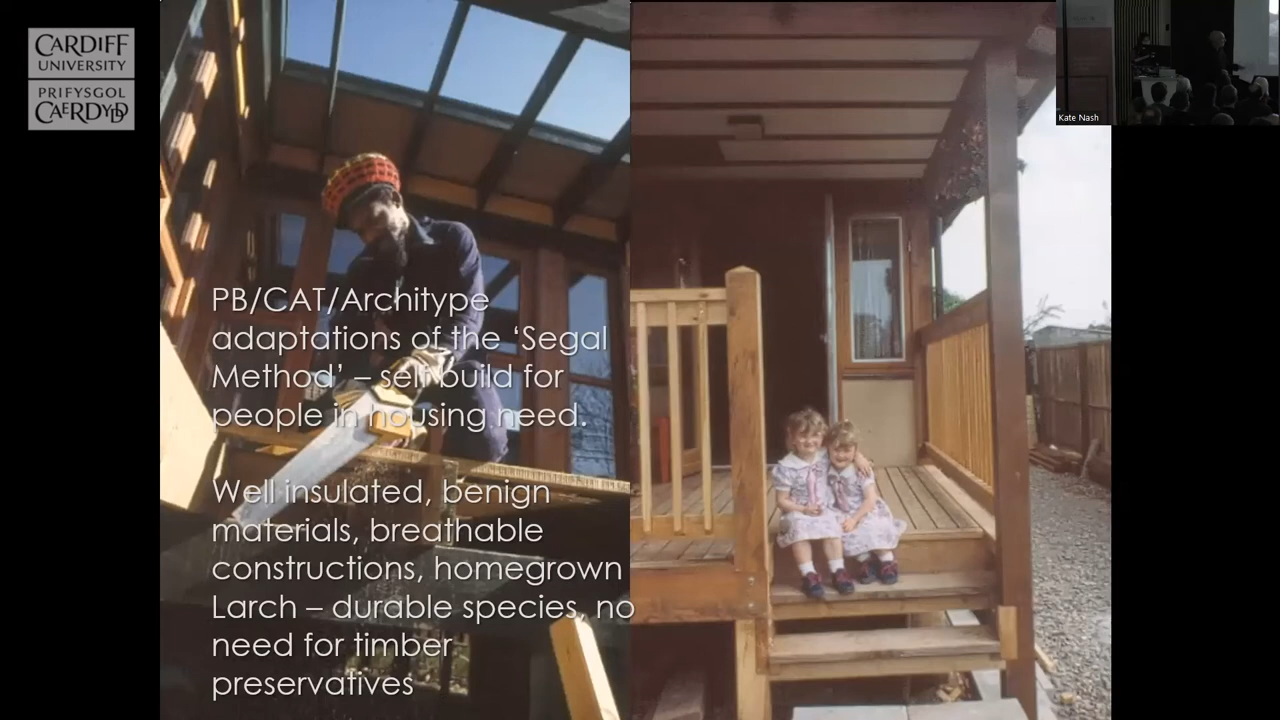 CARDIFF
UNIVERSITY
PRIFYSGOL
CAERDYDD
Kate Nash
PB/CAT/Architype
adaptations of the ‘Segal
Method’ – self build for
people in housing need.
Well insulated, benign
materials, breathable
constructions, homegrown
Larch – durable species, no
need for timber
preservatives